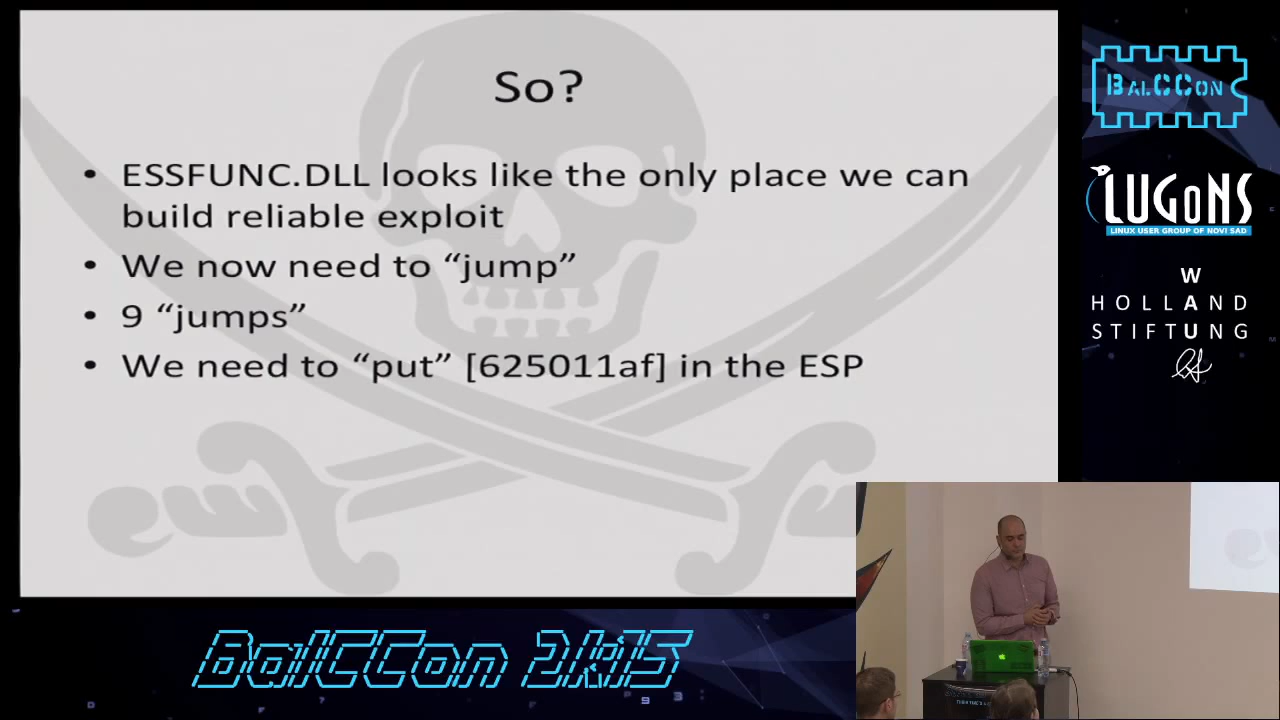 So?
• ESSFUNC.DLL looks like the only place we can
build reliable exploit
• We now need to “jump”
• 9 “jumps”
• We need to “put” [625011af] in the ESP
BALCCON
LUGoNS
LINUX USER GROUP OF NOVI SAD
W
HOLLAND
A
STIFTUNG
U
BalCCon 2k15